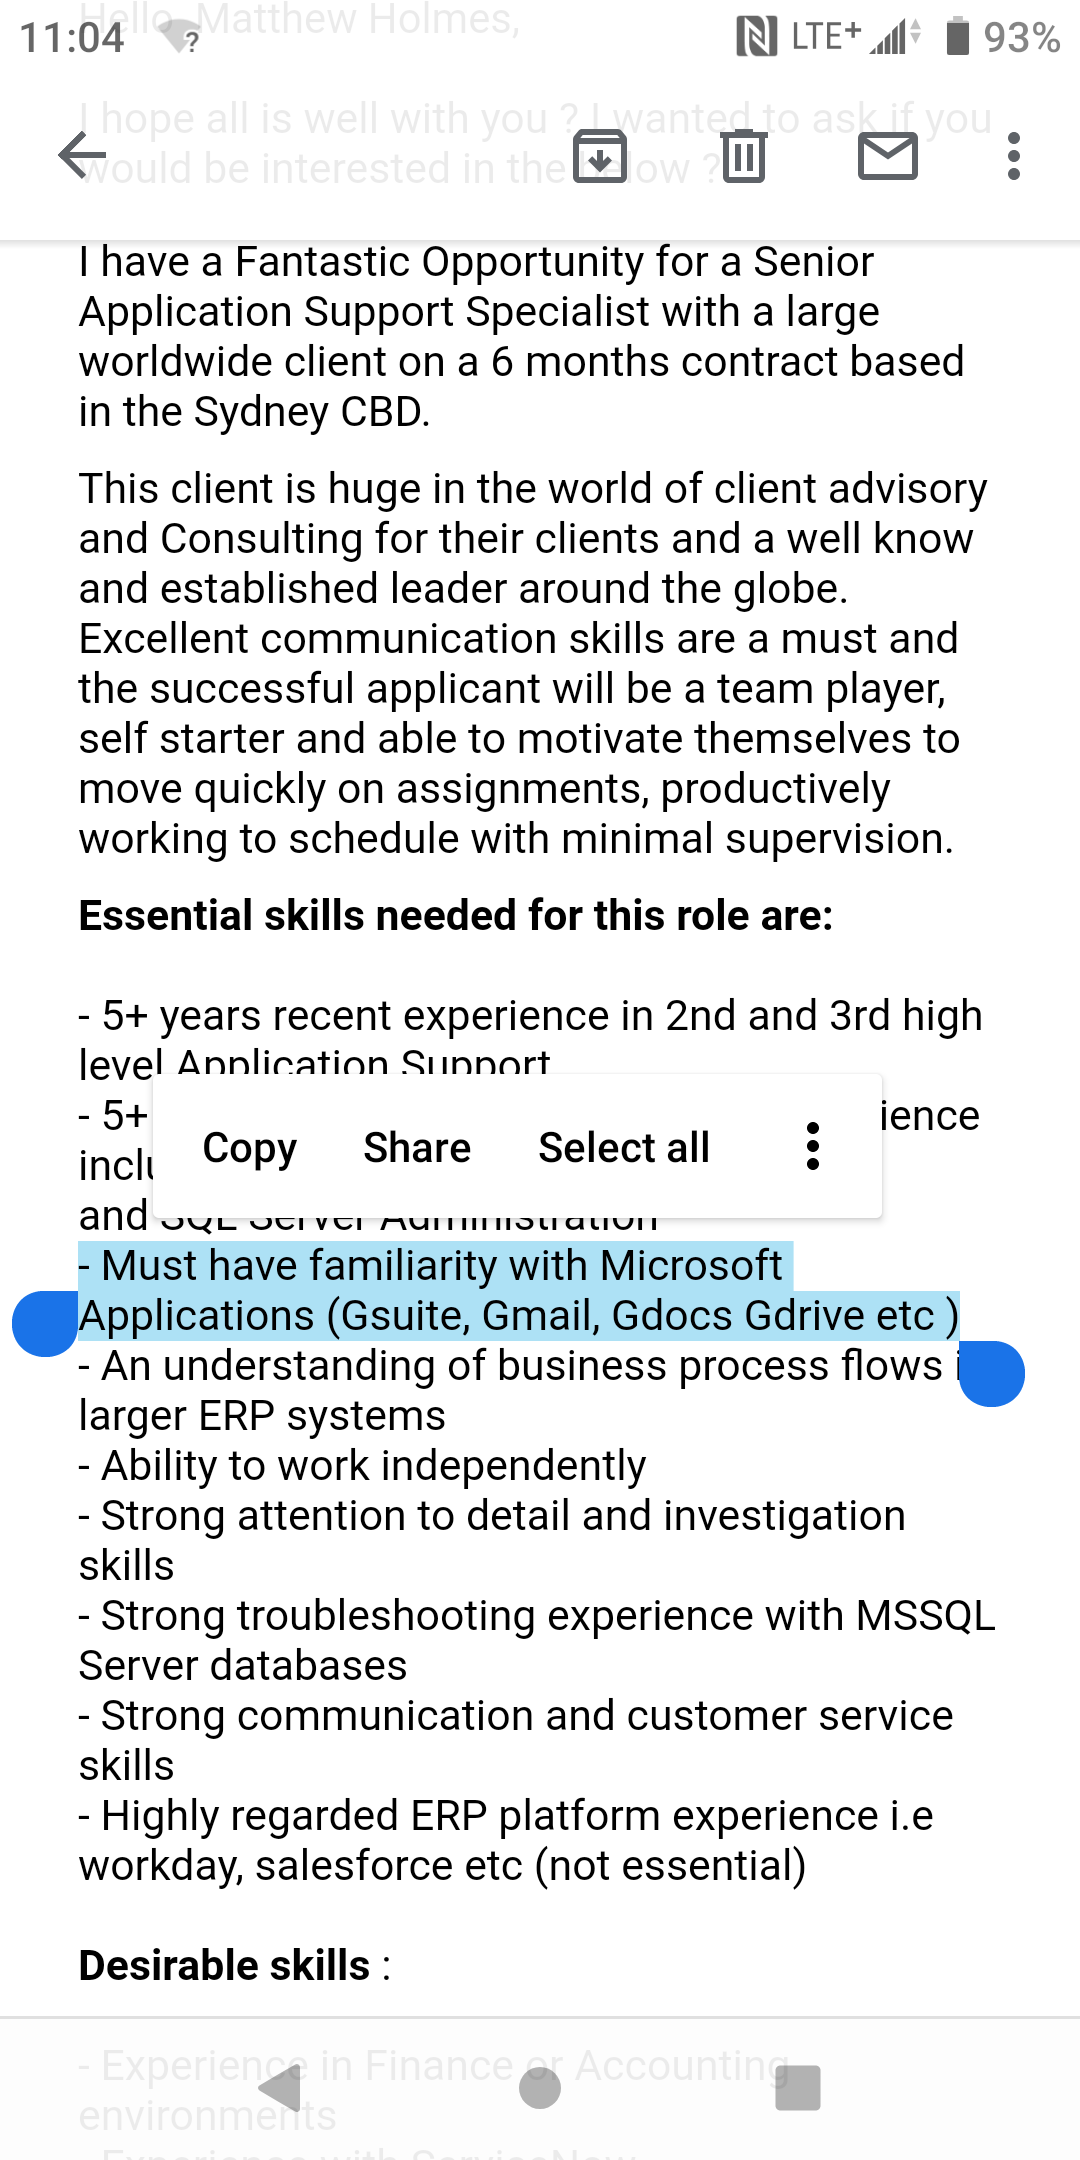 Hello, Matthew Holmes,
11:04
?
LTE+
93%
I hope all is well with you ? I wanted to ask if you
would be interested in the below ?
I have a Fantastic Opportunity for a Senior
Application Support Specialist with a large
worldwide client on a 6 months contract based
in the Sydney CBD.
This client is huge in the world of client advisory
and Consulting for their clients and a well know
and established leader around the globe.
Excellent communication skills are a must and
the successful applicant will be a team player,
self starter and able to motivate themselves to
move quickly on assignments, productively
working to schedule with minimal supervision.
Essential skills needed for this role are:
- 5+ years recent experience in 2nd and 3rd high
level Application Support
- 5+
Copy Share Select all
and SQL Server Administration
- Must have familiarity with Microsoft
Applications (Gsuite, Gmail, Gdocs Gdrive etc )
- An understanding of business process flows
larger ERP systems
- Ability to work independently
- Strong attention to detail and investigation
skills
- Strong troubleshooting experience with MSSQL
Server databases
- Strong communication and customer service
skills
- Highly regarded ERP platform experience i.e
workday, salesforce etc (not essential)
Desirable skills :
- Experience in Finance or Accounting
environments
- Experience with ServiceNow